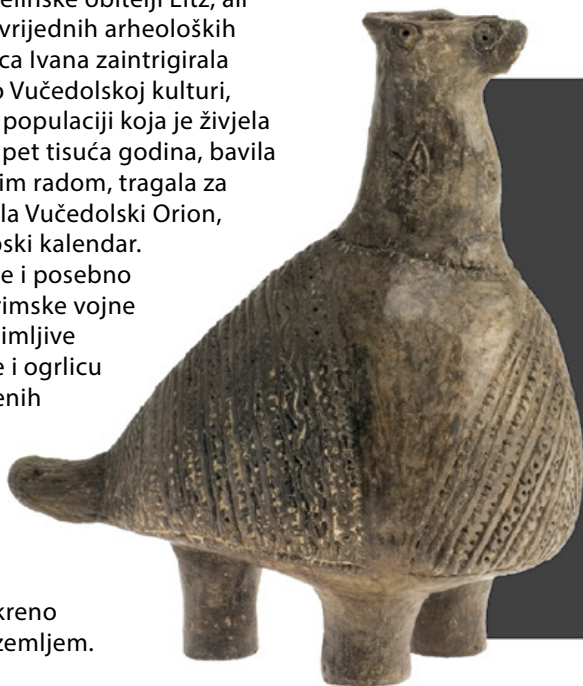 elinske obitelji Eltz, ali
vrijednih arheoloških
ca Ivana zaintrigirala
o Vučedolskoj kulturi,
populaciji koja je živjela
pet tisuća godina, bavila
im radom, tragala za
la Vučedolski Orion,
pski kalendar.
e i posebno
rimske vojne
imljive
e i ogrlicu
enih
kreno
zemljem.